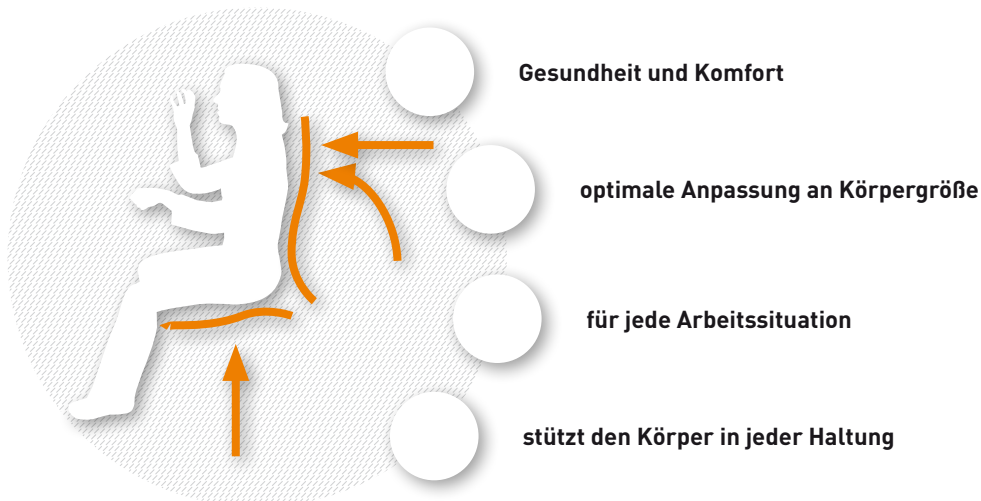 Gesundheit und Komfort
optimale Anpassung an Körpergröße
für jede Arbeitssituation
stützt den Körper in jeder Haltung